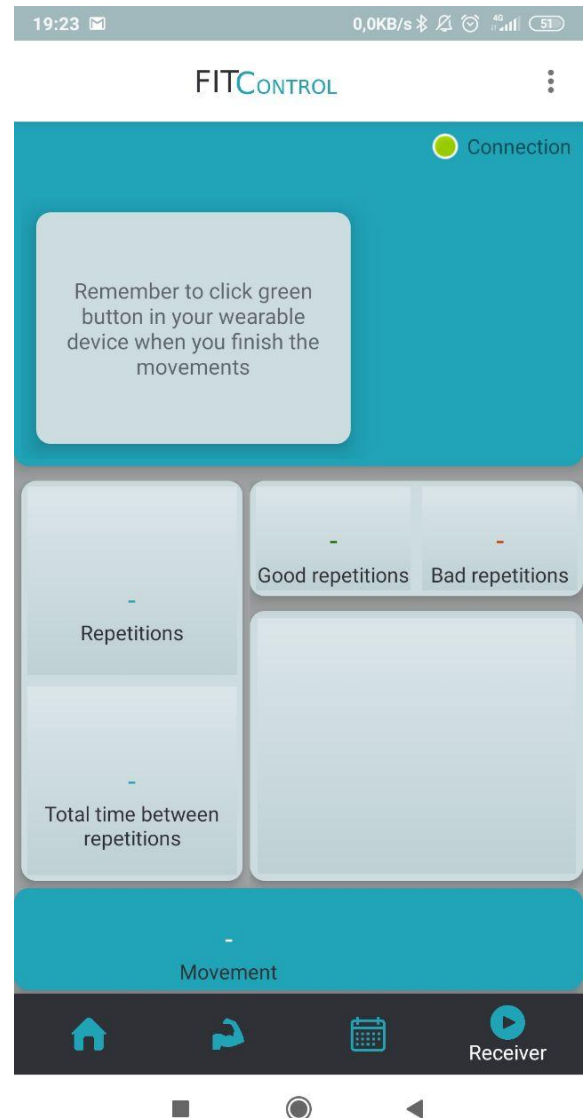 19:23 0,0KB/s 4G 51
FITCONTROL
Connection
Remember to click green
button in your wearable
device when you finish the
movements
-
Good repetitions
-
Bad repetitions
-
Repetitions
-
Total time between
repetitions
-
Movement
Receiver